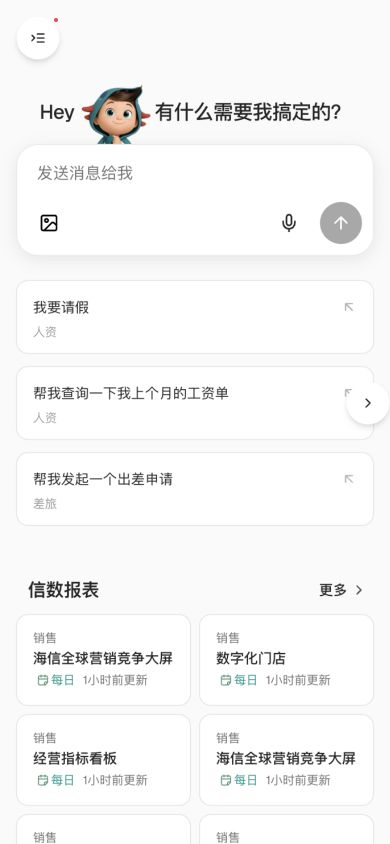 Hey 有什么需要我搞定的?
发送消息给我
我要请假
人资
帮我查询一下我上个月的工资单
人资
帮我发起一个出差申请
差旅
信数报表 更多
销售
海信全球营销竞争大屏
每日 1小时前更新
销售
数字化门店
每日 1小时前更新
销售
经营指标看板
每日 1小时前更新
销售
海信全球营销竞争大屏
每日 1小时前更新
销售
销售